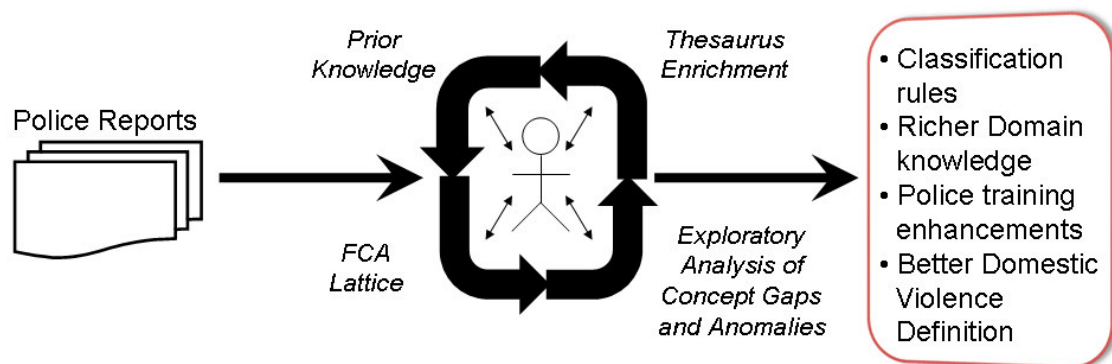 Police Reports
Prior
Knowledge
Thesaurus
Enrichment
FCA
Lattice
Exploratory
Analysis of
Concept Gaps
and Anomalies
• Classification
rules
• Richer Domain
knowledge
• Police training
enhancements
• Better Domestic
Violence
Definition